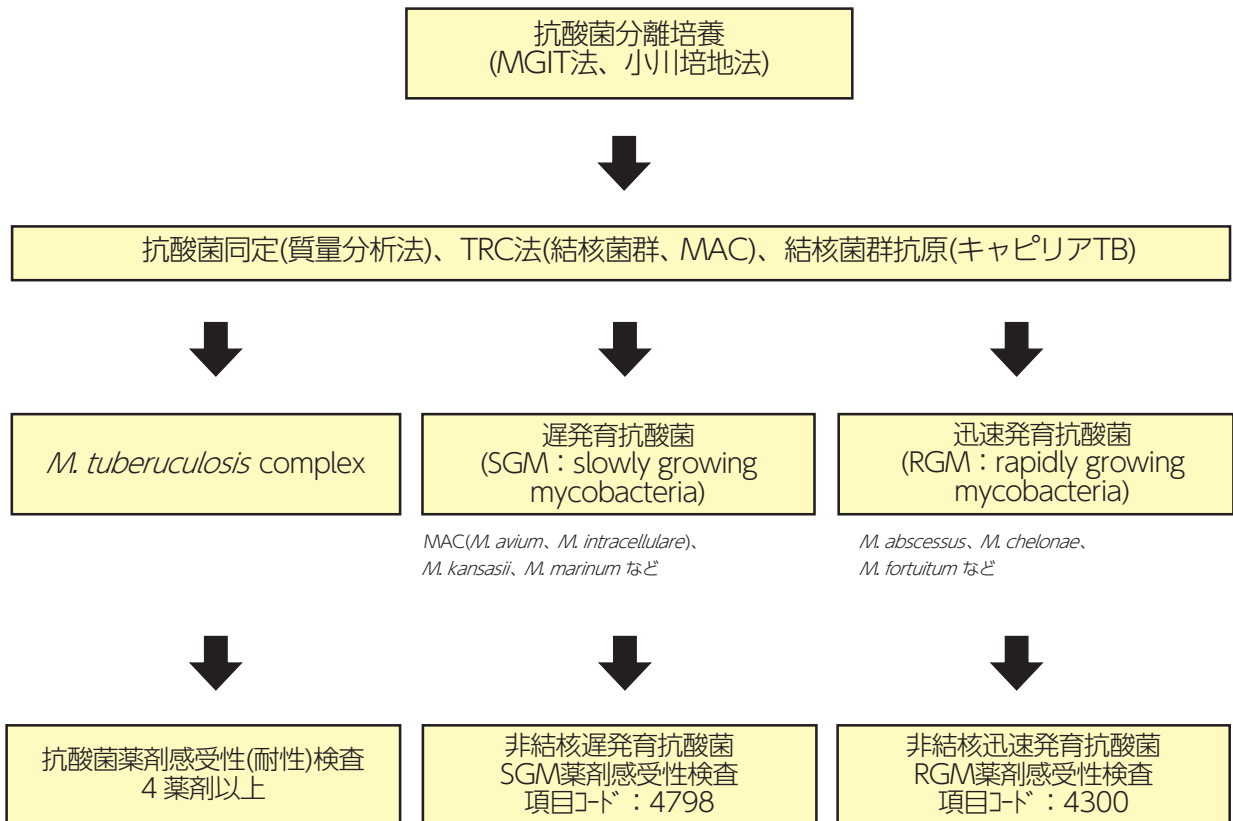 抗酸菌分離培養
(MGIT法、小川培地法)
抗酸菌同定(質量分析法)、TRC法(結核菌群、MAC)、結核菌群抗原(キャピリアTB)
M. tuberuculosis complex
遅発育抗酸菌
(SGM：slowly growing
mycobacteria)
迅速発育抗酸菌
(RGM：rapidly growing
mycobacteria)
MAC(M. avium、M. intracellulare)、
M. kansasii、M. marinum など
M. abscessus、M. chelonae、
M. fortuitum など
抗酸菌薬剤感受性(耐性)検査
4 薬剤以上
非結核遅発育抗酸菌
SGM薬剤感受性検査
項目ｺｰﾄﾞ：4798
非結核迅速発育抗酸菌
RGM薬剤感受性検査
項目ｺｰﾄﾞ：4300